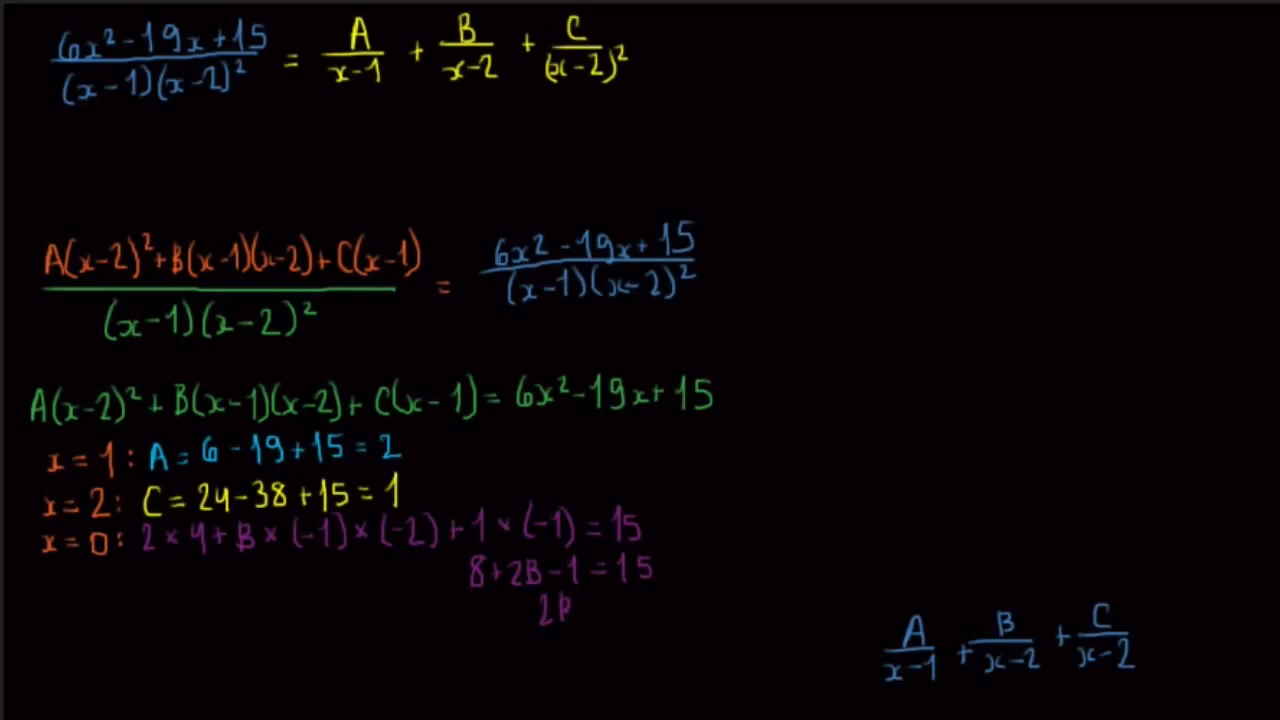 (6x² - 19x + 15)/((x - 1)(x - 2)²) = A/(x - 1) + B/(x - 2) + C/(x - 2)²
(A(x - 2)² + B(x - 1)(x - 2) + C(x - 1))/((x - 1)(x - 2)²) = (6x² - 19x + 15)/((x - 1)(x - 2)²)
A(x - 2)² + B(x - 1)(x - 2) + C(x - 1) = 6x² - 19x + 15
x = 1 : A = 6 - 19 + 15 = 2
x = 2 : C = 24 - 38 + 15 = 1
x = 0 : 2 × 4 + B × (-1) × (-2) + 1 × (-1) = 15
8 + 2B - 1 = 15
2B
A/(x - 1) + B/(x - 2) + C/(x - 2)